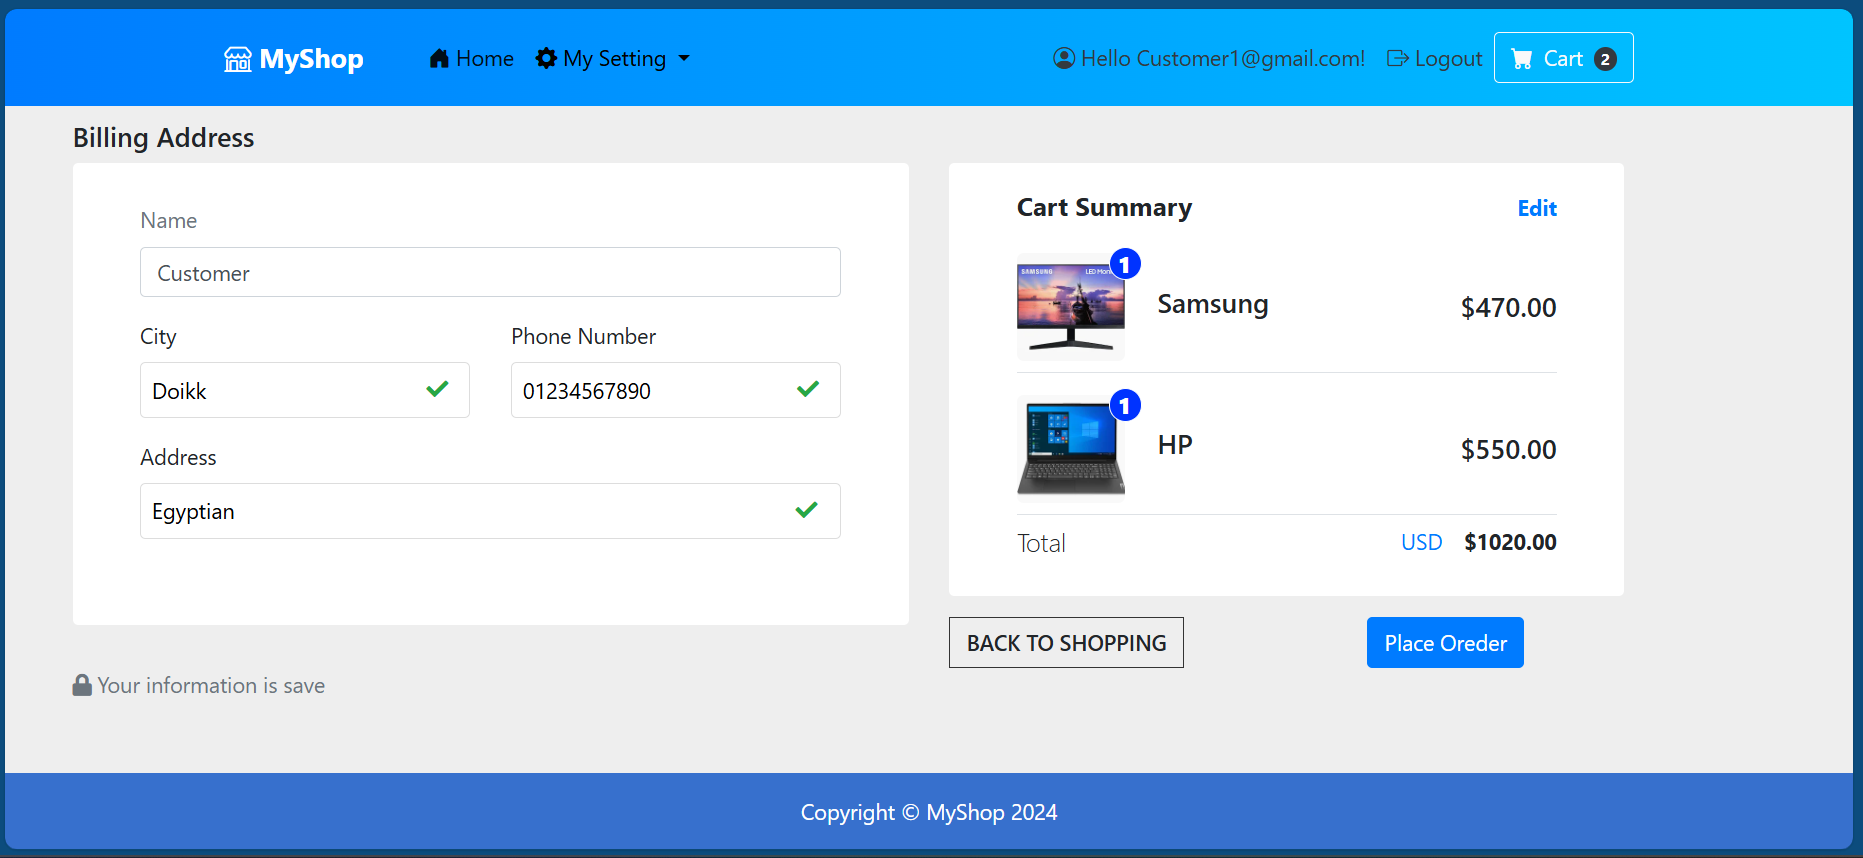 MyShop Home My Setting Hello Customer1@gmail.com! Logout Cart 2
Billing Address
Name
Customer
City Phone Number
Doikk 01234567890
Address
Egyptian
Your information is save
Cart Summary Edit
SAMSUNG
1
Samsung $470.00
1
HP $550.00
Total USD $1020.00
BACK TO SHOPPING Place Oreder
Copyright © MyShop 2024